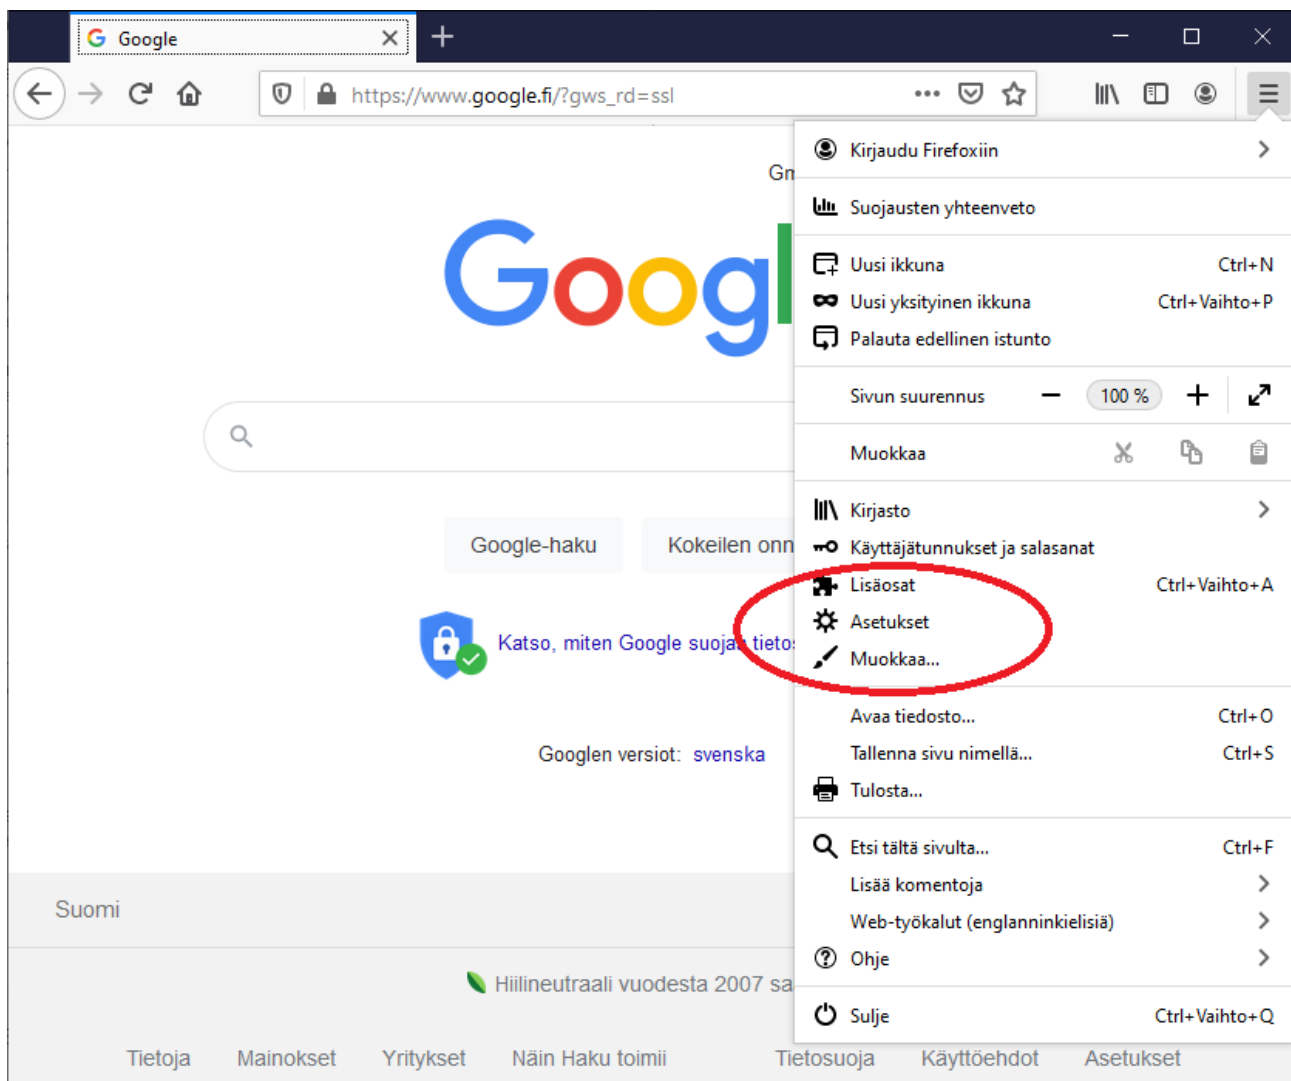 Google
https://www.google.fi/?gws_rd=ssl
Kirjaudu Firefoxiin
Suojausten yhteenveto
Uusi ikkuna Ctrl+N
Uusi yksityinen ikkuna Ctrl+Vaihto+P
Palauta edellinen istunto
Sivun suurennus 100 %
Muokkaa
Kirjasto
Käyttäjätunnukset ja salasanat
Lisäosat Ctrl+Vaihto+A
Asetukset
Muokkaa...
Avaa tiedosto... Ctrl+O
Tallenna sivu nimellä... Ctrl+S
Tulosta...
Etsi tältä sivulta... Ctrl+F
Lisää komentoja
Web-työkalut (englanninkielisiä)
Ohje
Sulje Ctrl+Vaihto+Q
Gm
Googl
Google-haku Kokeilen onn
Katso, miten Google suojaa tietos
Googlen versiot: svenska
Suomi
Hiilineutraali vuodesta 2007 sa
Tietoja Mainokset Yritykset Näin Haku toimii Tietosuoja Käyttöehdot Asetukset